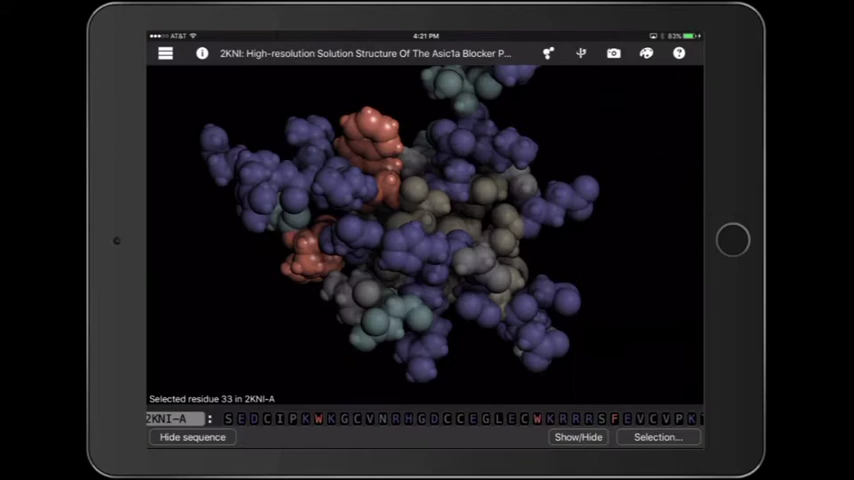 AT&T 4:21 PM 83%
2KNI: High-resolution Solution Structure Of The Asic1a Blocker P...
Selected residue 33 in 2KNI-A
2KNI-A : S E D C I P K W K G C V N R H G D C C E G L E C W K R R R S F E V C V P K
Hide sequence Show/Hide Selection...